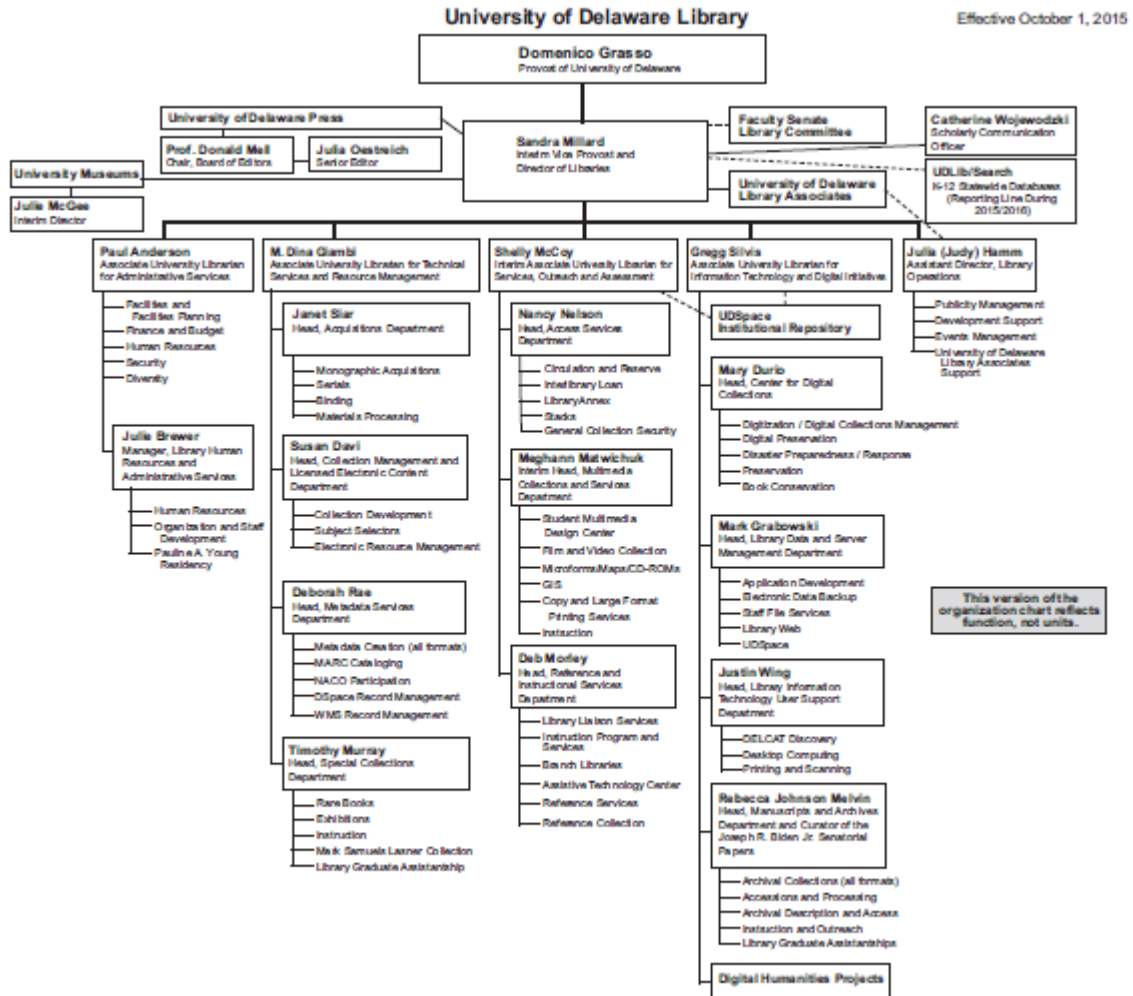 University of Delaware Library
Effective October 1, 2015
Domenico Grasso
Provost of University of Delaware
University of Delaware Press
Prof. Donald Mell
Chair, Board of Editors
Julia Oestreich
Senior Editor
University Museums
Julie McGee
Interim Director
Sandra Millard
Interim Vice Provost and
Director of Libraries
Faculty Senate
Library Committee
University of Delaware
Library Associates
Catherine Wojewodzki
Scholarly Communication
Officer
UDLib/Search
K-12 Statewide Databases
(Reporting Line During
2015/2016)
Paul Anderson
Associate University Librarian
for Administrative Services
Facilities and
Facilities Planning
Finance and Budget
Human Resources
Security
Diversity
Julie Brewer
Manager, Library Human
Resources and
Administrative Services
Human Resources
Organization and Staff
Development
Pauline A. Young
Residency
M. Dina Giambi
Associate University Librarian for Technical
Services and Resource Management
Janet Siar
Head, Acquisitions Department
Monographic Acquisitions
Serials
Binding
Materials Processing
Susan Davi
Head, Collection Management and
Licensed Electronic Content
Department
Collection Development
Subject Selectors
Electronic Resource Management
Deborah Rae
Head, Metadata Services
Department
Metadata Creation (all formats)
MARC Cataloging
NACO Participation
DSpace Record Management
WMS Record Management
Timothy Murray
Head, Special Collections
Department
Rare Books
Exhibitions
Instruction
Mark Samuels Lasner Collection
Library Graduate Assistantship
Shelly McCoy
Interim Associate University Librarian for
Services, Outreach and Assessment
Nancy Nelson
Head, Access Services
Department
Circulation and Reserve
Interlibrary Loan
Library Annex
Stacks
General Collection Security
Meghann Matwichuk
Interim Head, Multimedia
Collections and Services
Department
Student Multimedia
Design Center
Film and Video Collection
Microforms/Maps/CD-ROMs
GIS
Copy and Large Format
Printing Services
Instruction
Deb Morley
Head, Reference and
Instructional Services
Department
Library Liaison Services
Instruction Program and
Services
Branch Libraries
Assistive Technology Center
Reference Services
Reference Collection
Gregg Silvis
Associate University Librarian for
Information Technology and Digital Initiatives
UDSpace
Institutional Repository
Mary Durio
Head, Center for Digital
Collections
Digitization / Digital Collections Management
Digital Preservation
Disaster Preparedness / Response
Preservation
Book Conservation
Mark Grabowski
Head, Library Data and Server
Management Department
Application Development
Electronic Data Backup
Staff File Services
Library Web
UDSpace
Justin Wing
Head, Library Information
Technology User Support
Department
DELCAT Discovery
Desktop Computing
Printing and Scanning
Rebecca Johnson Melvin
Head, Manuscripts and Archives
Department and Curator of the
Joseph R. Biden Jr. Senatorial
Papers
Archival Collections (all formats)
Accessions and Processing
Archival Description and Access
Instruction and Outreach
Library Graduate Assistantships
Digital Humanities Projects
Julia (Judy) Hamm
Assistant Director, Library
Operations
Publicity Management
Development Support
Events Management
University of Delaware
Library Associates
Support
This version of the
organization chart reflects
function, not units.